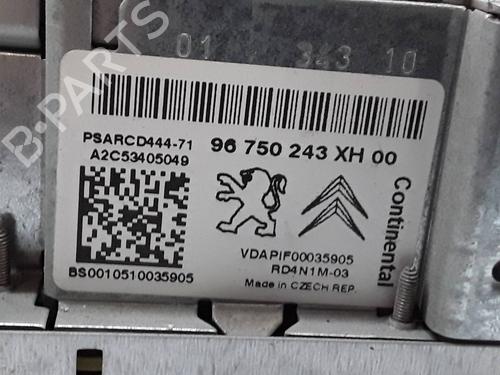 01 343 10
PSARCD444-71
A2C53405049
96 750 243 XH 00
Continental
VDAPIF00035905
RD4N1M-03
Made in CZECH REP.
BS0010510035905
B-PARTS